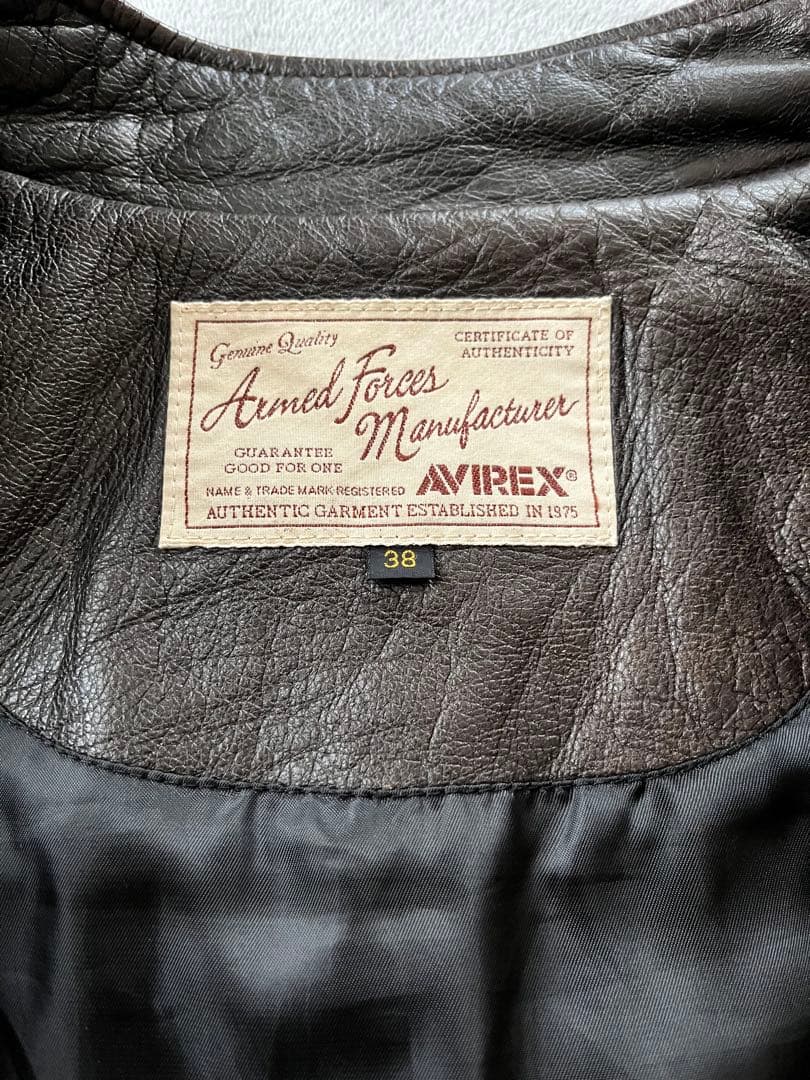 Genuine Quality
CERTIFICATE OF
AUTHENTICITY
Armed Forces
Manufacturer
GUARANTEE
GOOD FOR ONE
NAME & TRADE MARK REGISTERED
AVIREX®
AUTHENTIC GARMENT ESTABLISHED IN 1975
38